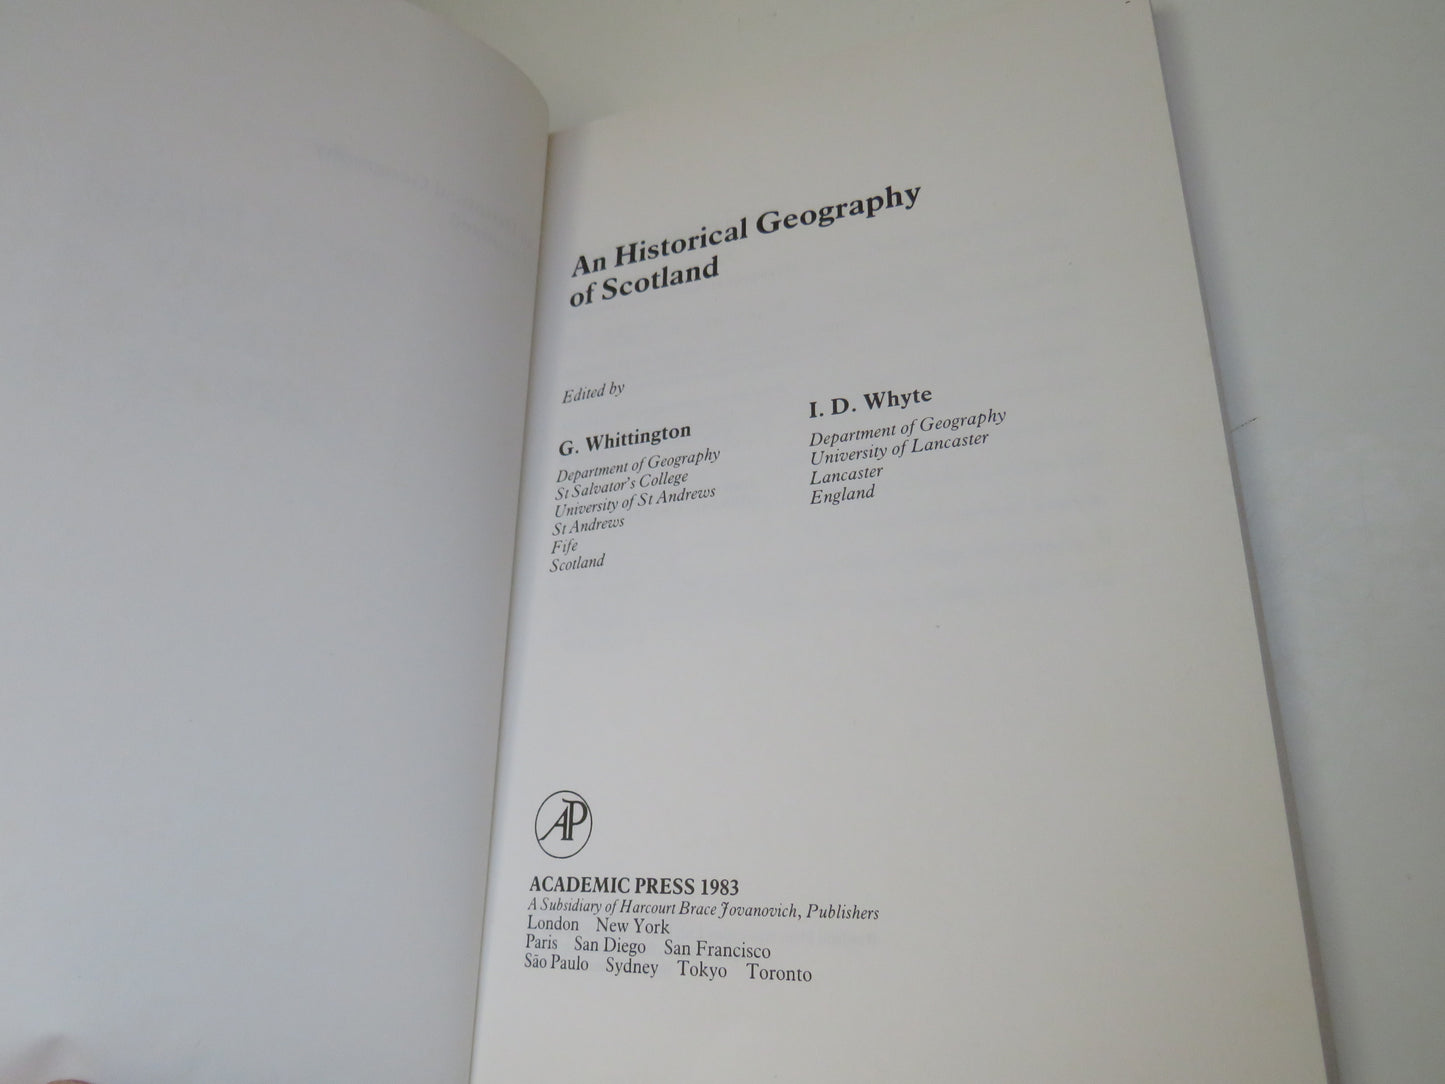 An Historical Geography
of Scotland
Edited by
G. Whittington
Department of Geography
St Salvator's College
University of St Andrews
St Andrews
Fife
Scotland
I. D. Whyte
Department of Geography
University of Lancaster
Lancaster
England
AP
ACADEMIC PRESS 1983
A Subsidiary of Harcourt Brace Jovanovich, Publishers
London New York
Paris San Diego San Francisco
São Paulo Sydney Tokyo Toronto